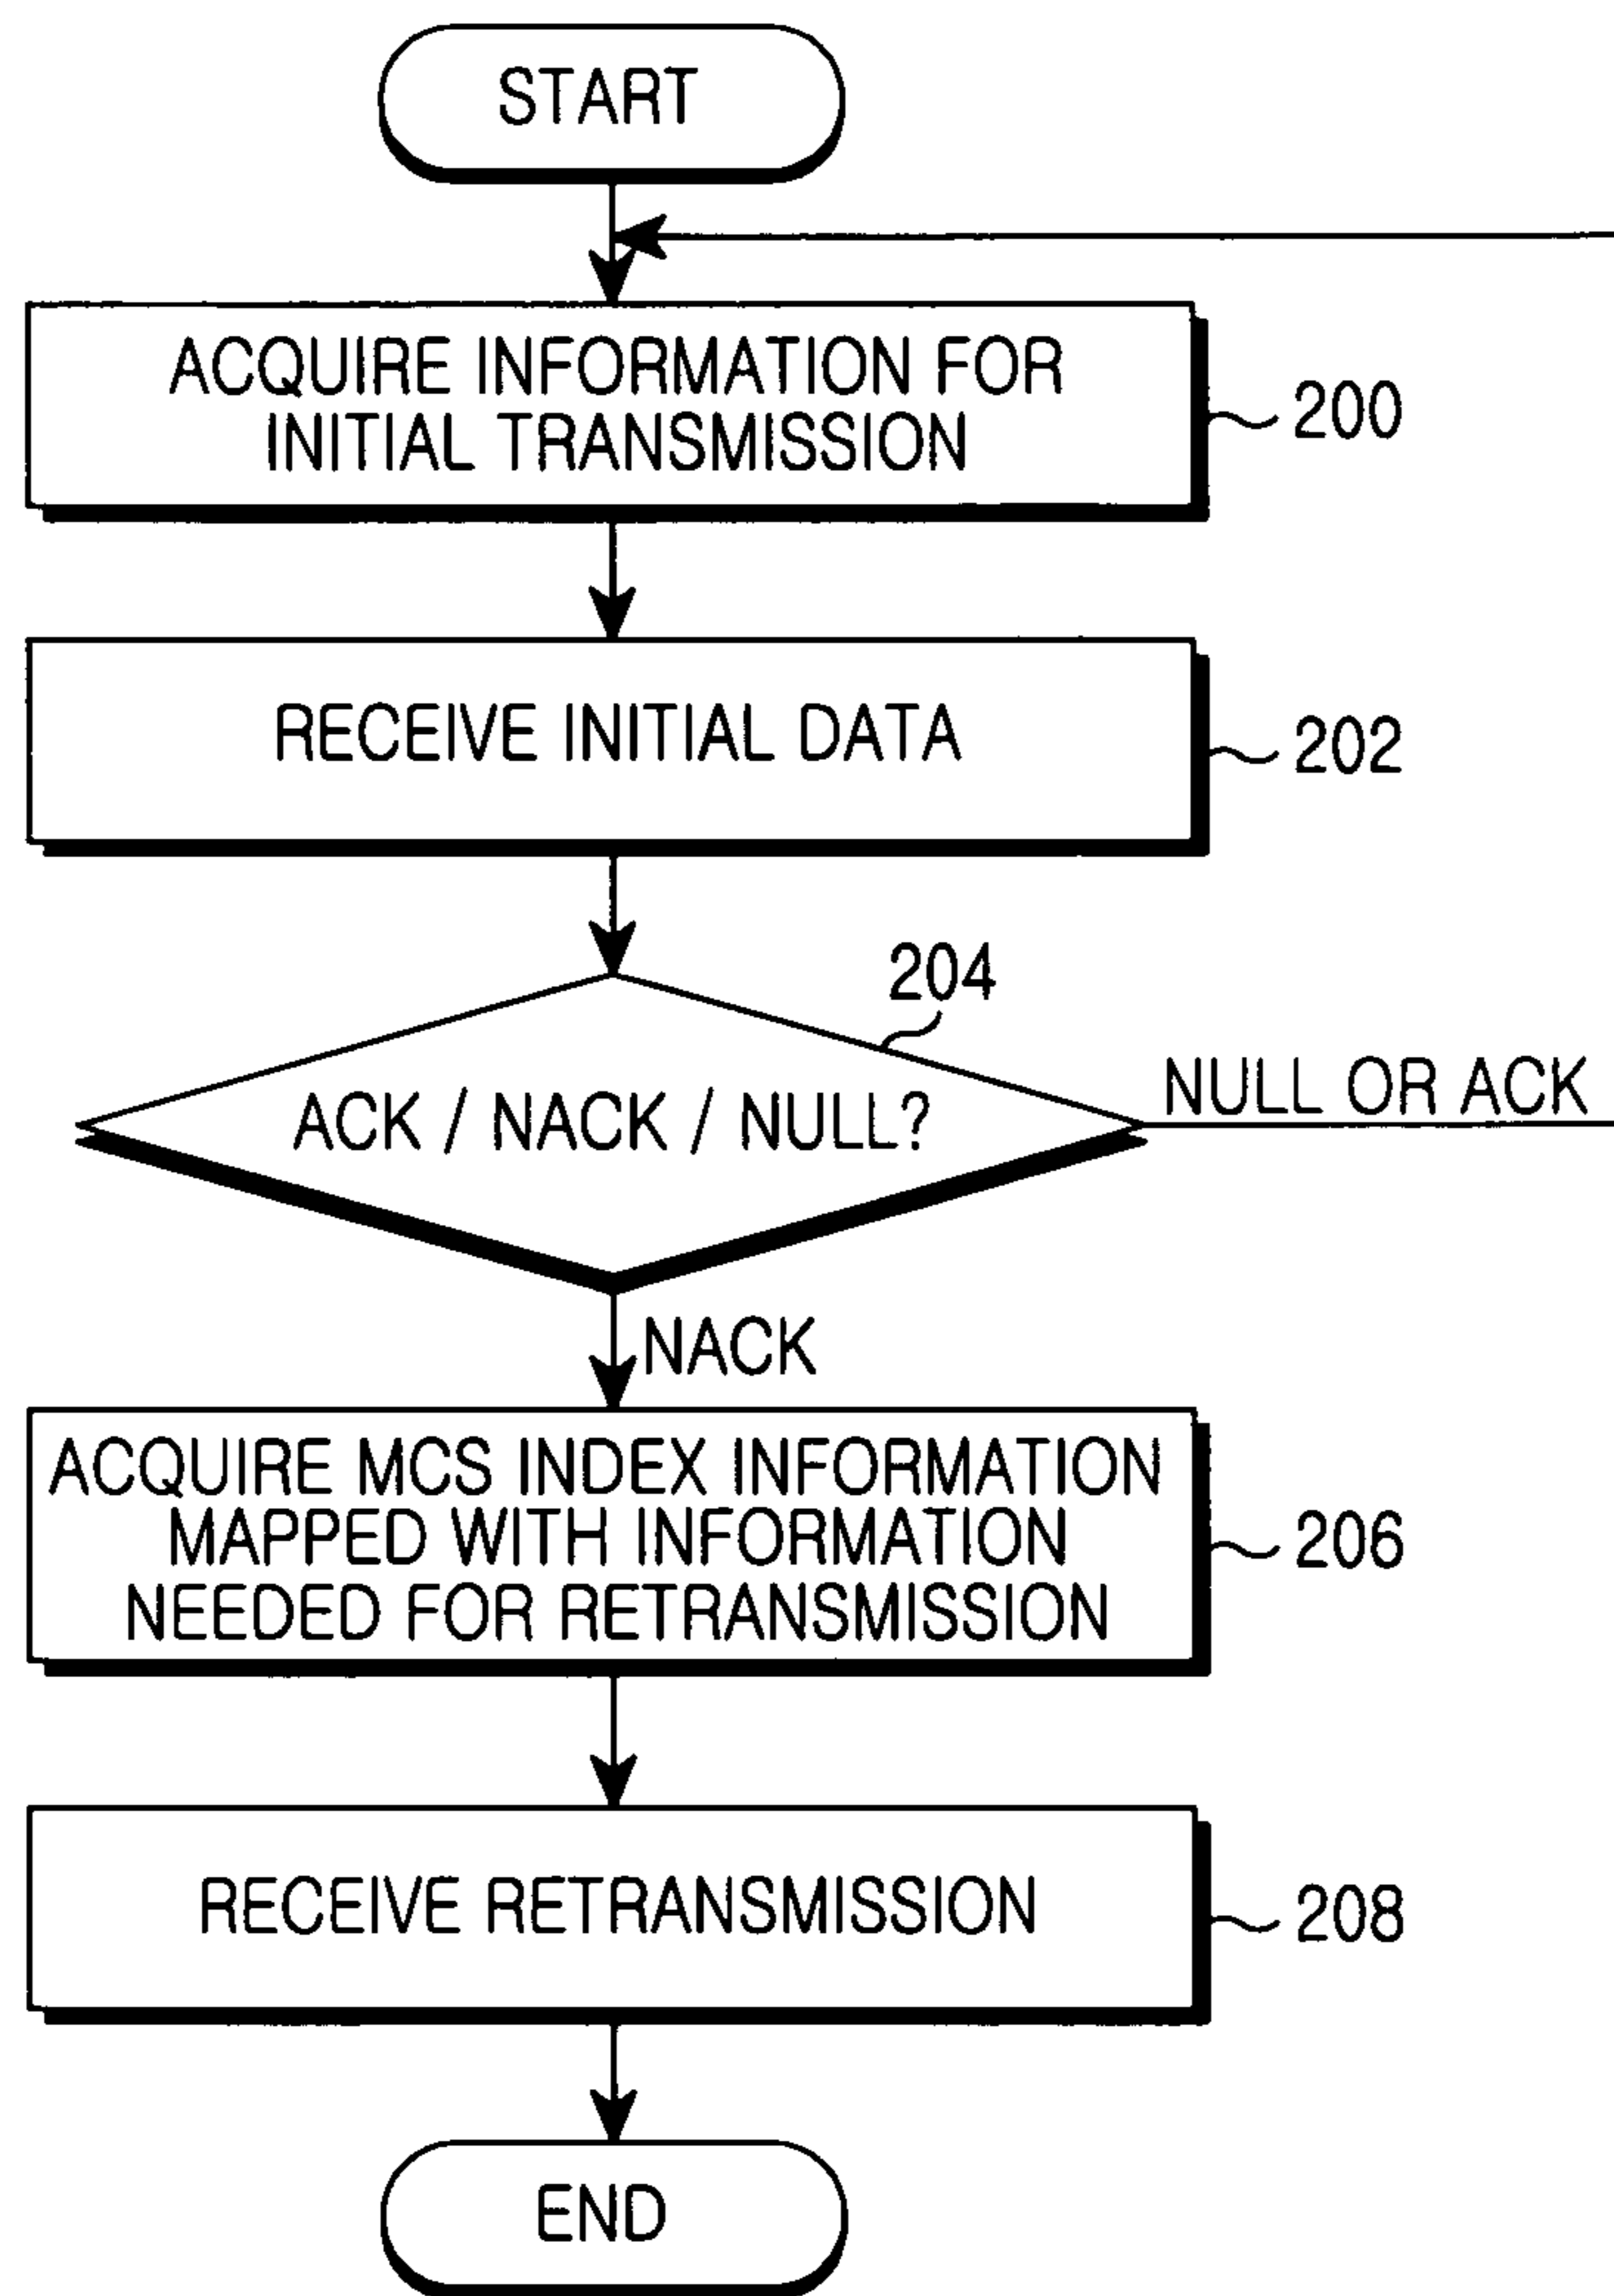 START
ACQUIRE INFORMATION FOR
INITIAL TRANSMISSION
200
RECEIVE INITIAL DATA
202
204
ACK / NACK / NULL?
NULL OR ACK
NACK
ACQUIRE MCS INDEX INFORMATION
MAPPED WITH INFORMATION
NEEDED FOR RETRANSMISSION
206
RECEIVE RETRANSMISSION
208
END